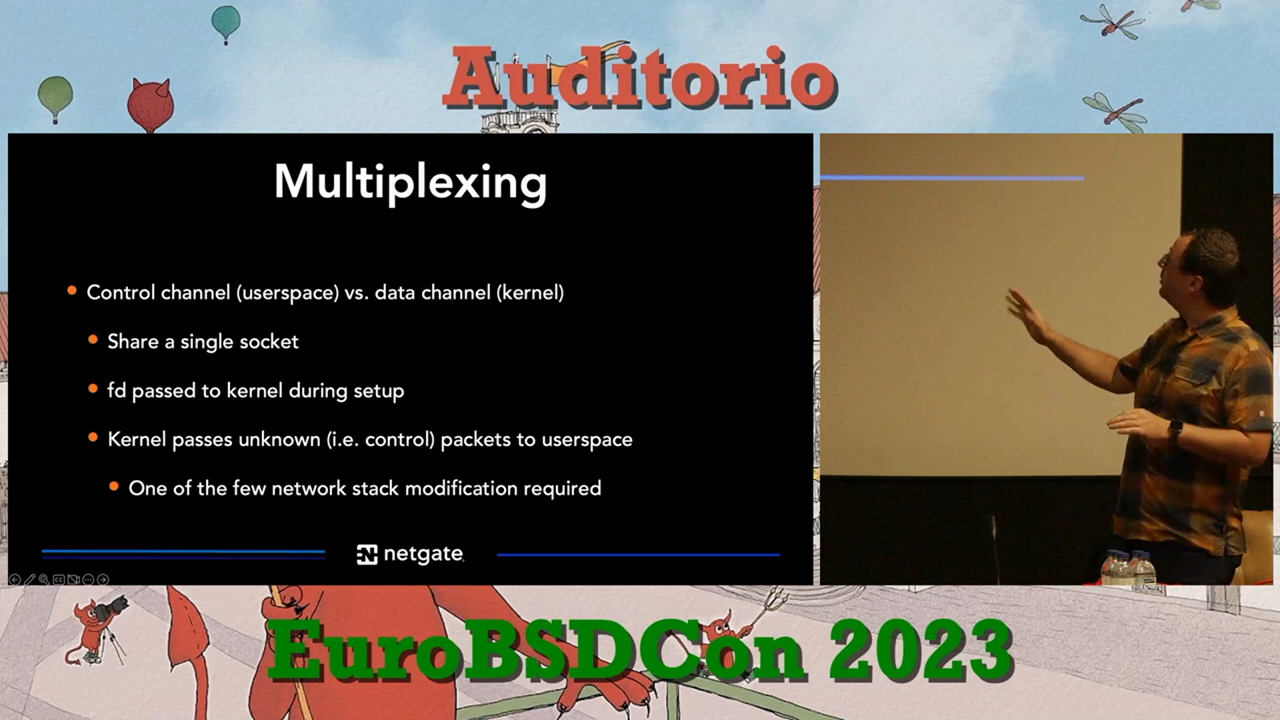 Auditorio
Multiplexing
Control channel (userspace) vs. data channel (kernel)
Share a single socket
fd passed to kernel during setup
Kernel passes unknown (i.e. control) packets to userspace
One of the few network stack modification required
netgate
EuroBSDCon 2023